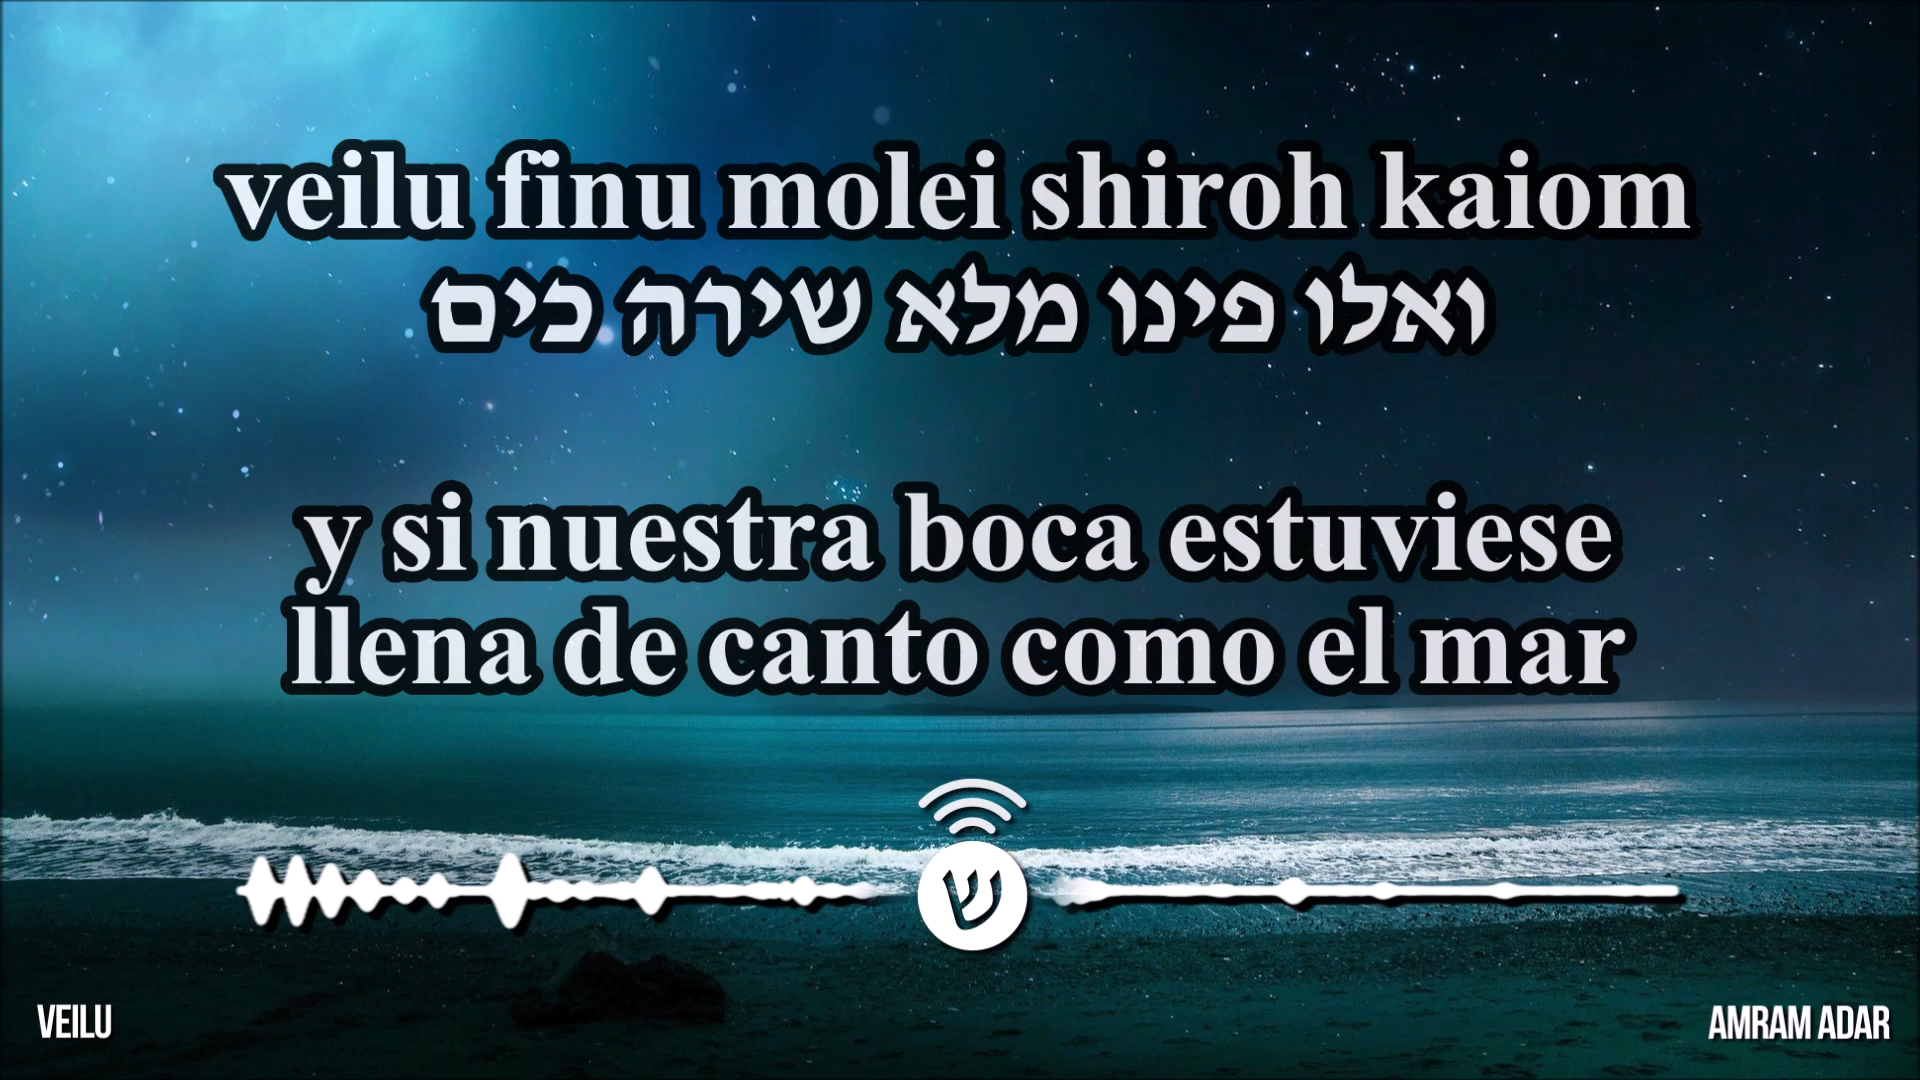 veilu finu molei shiroh kaiom
ואלו פינו מלא שירה כים
y si nuestra boca estuviese
llena de canto como el mar
ש
VEILU
AMRAM ADAR